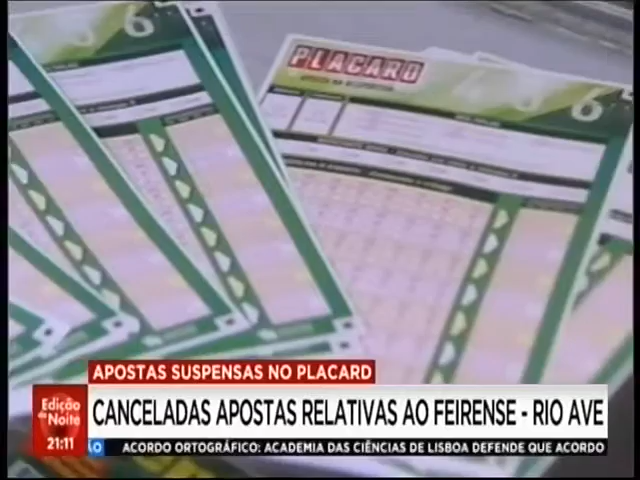 PLACARD
APOSTAS SUSPENSAS NO PLACARD
Edição da Noite
21:11
CANCELADAS APOSTAS RELATIVAS AO FEIRENSE - RIO AVE
ÃO
ACORDO ORTOGRÁFICO: ACADEMIA DAS CIÊNCIAS DE LISBOA DEFENDE QUE ACORDO